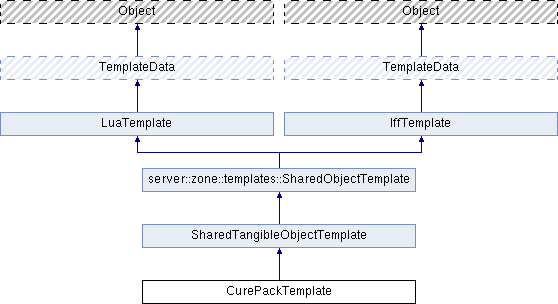 Object
Object
TemplateData
TemplateData
LuaTemplate
IffTemplate
server::zone::templates::SharedObjectTemplate
SharedTangibleObjectTemplate
CurePackTemplate